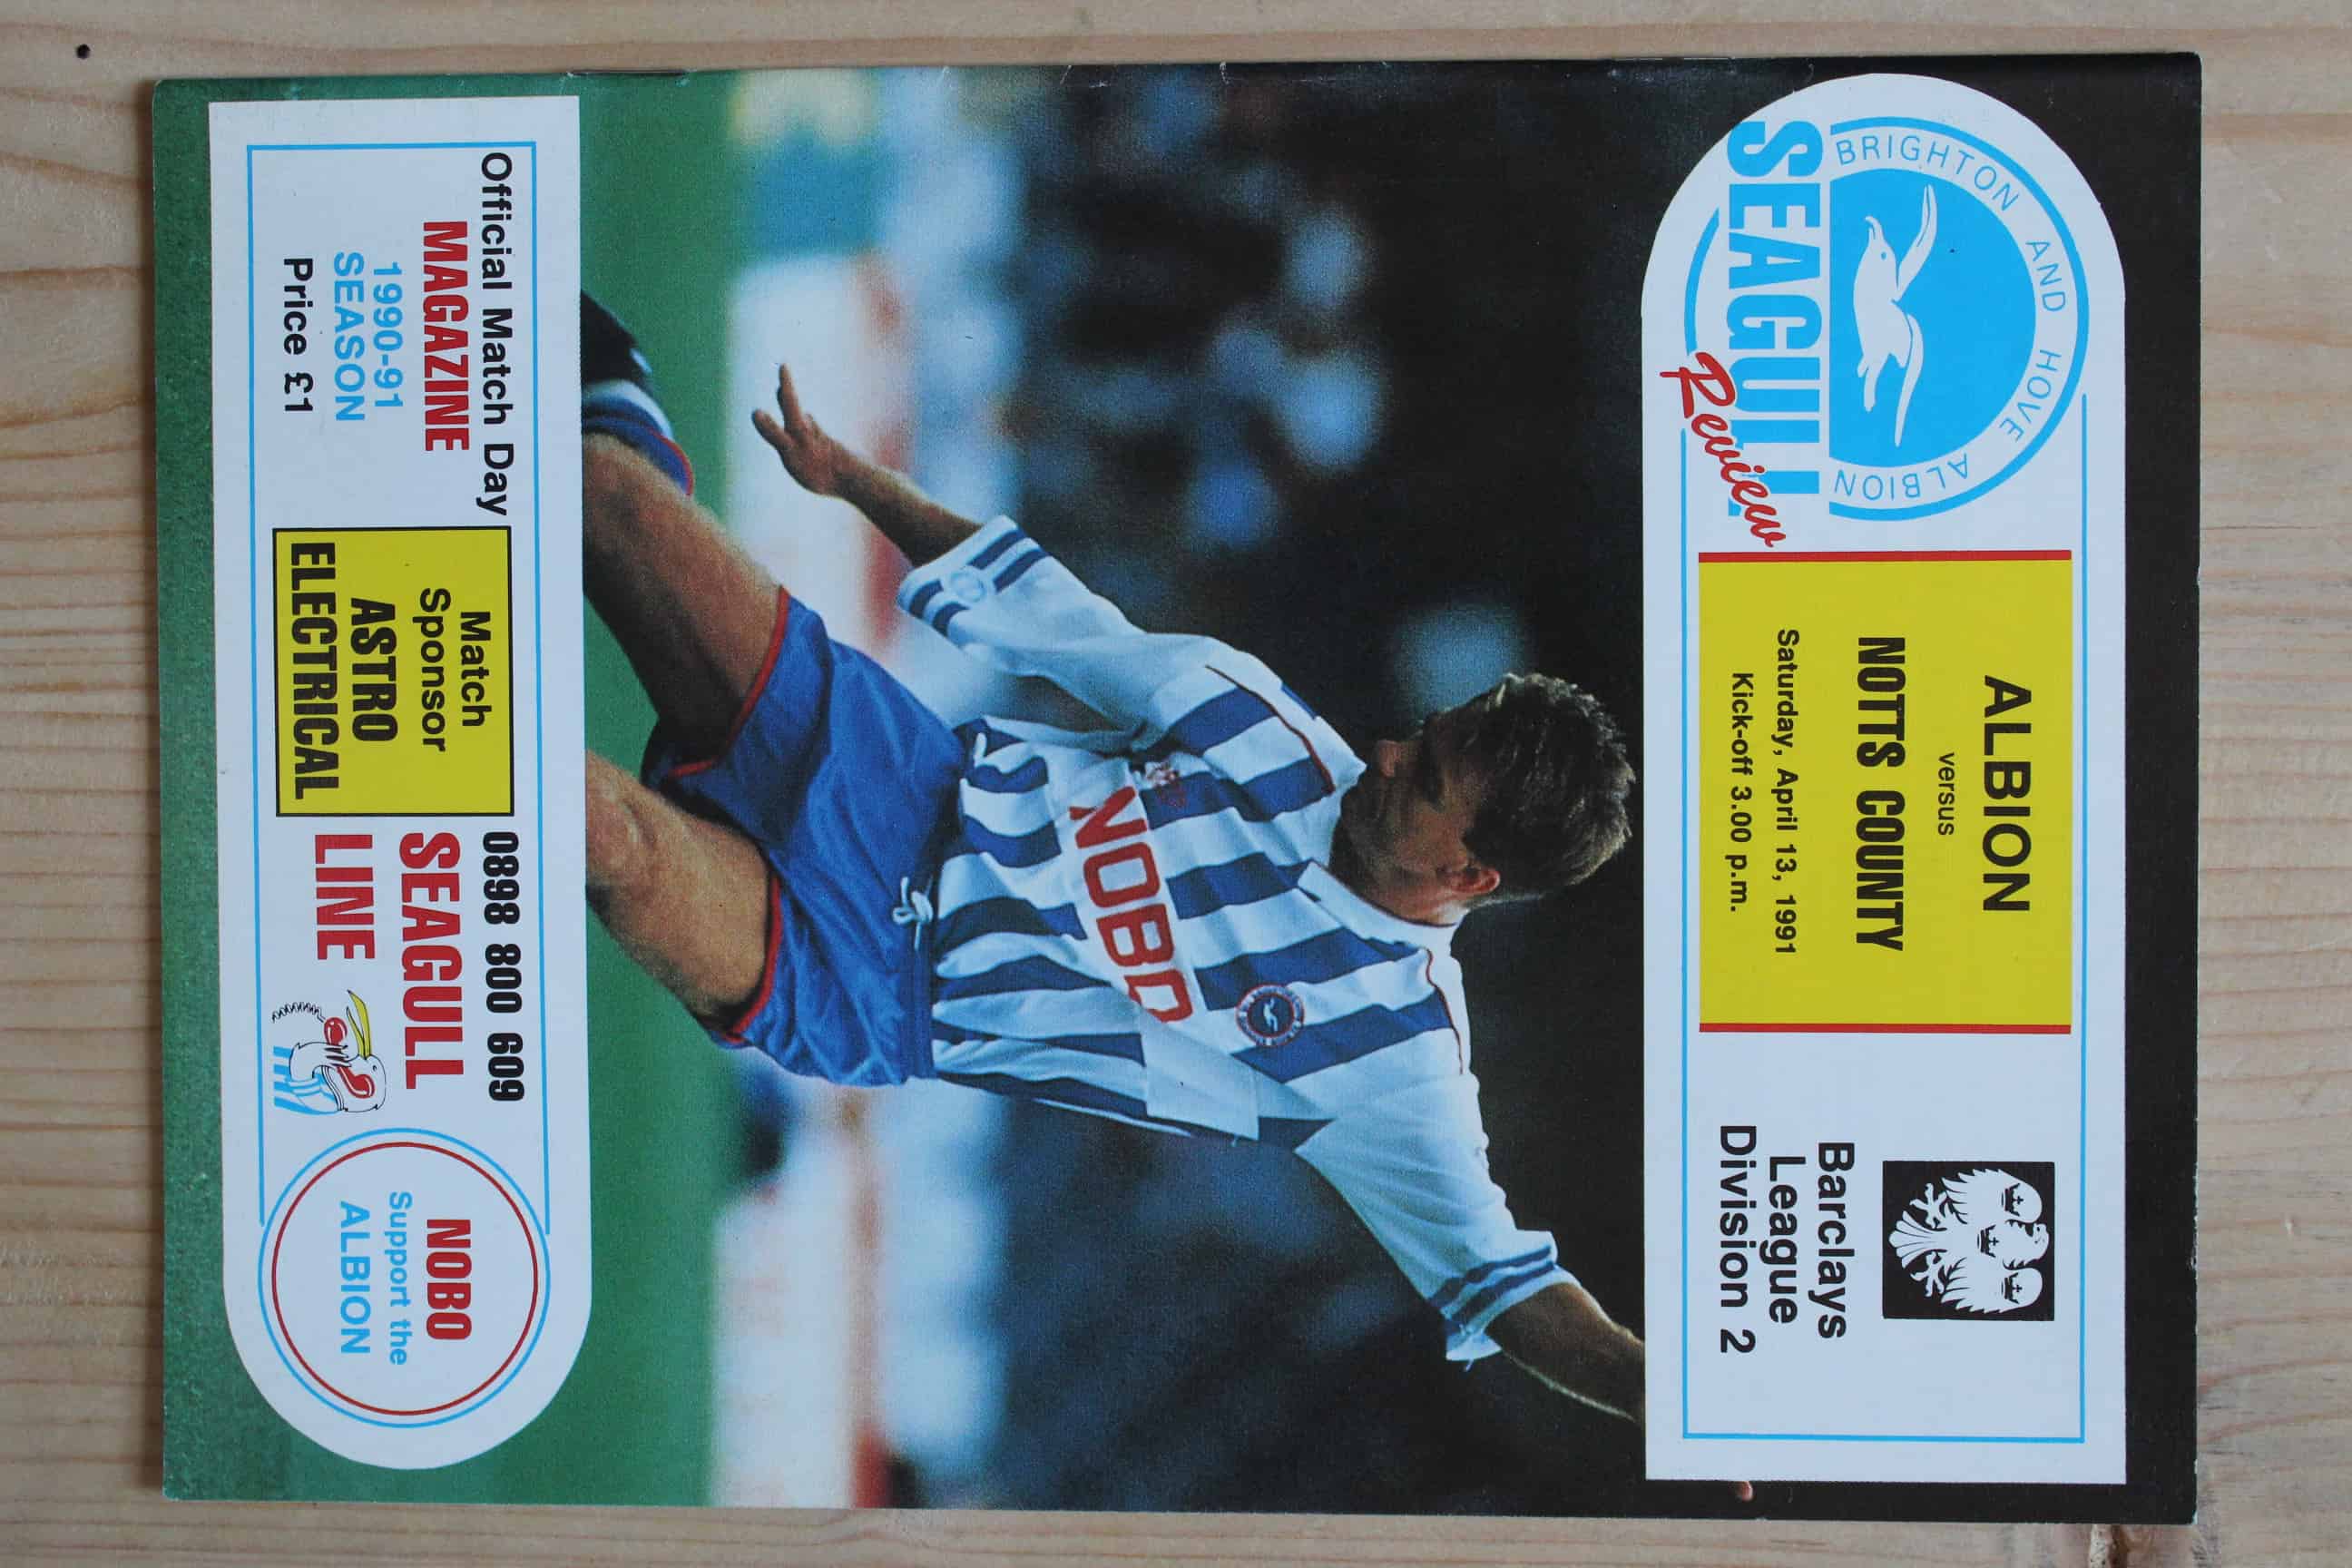 BRIGHTON AND HOVE ALBION
SEAGULL
Review
ALBION
versus
NOTTS COUNTY
Saturday, April 13, 1991
Kick-off 3.00 p.m.
Barclays
League
Division 2
NOBO
Official Match Day
MAGAZINE
1990-91
SEASON
Price £1
Match
Sponsor
ASTRO
ELECTRICAL
0898 800 609
SEAGULL
LINE
NOBO
Support the
ALBION